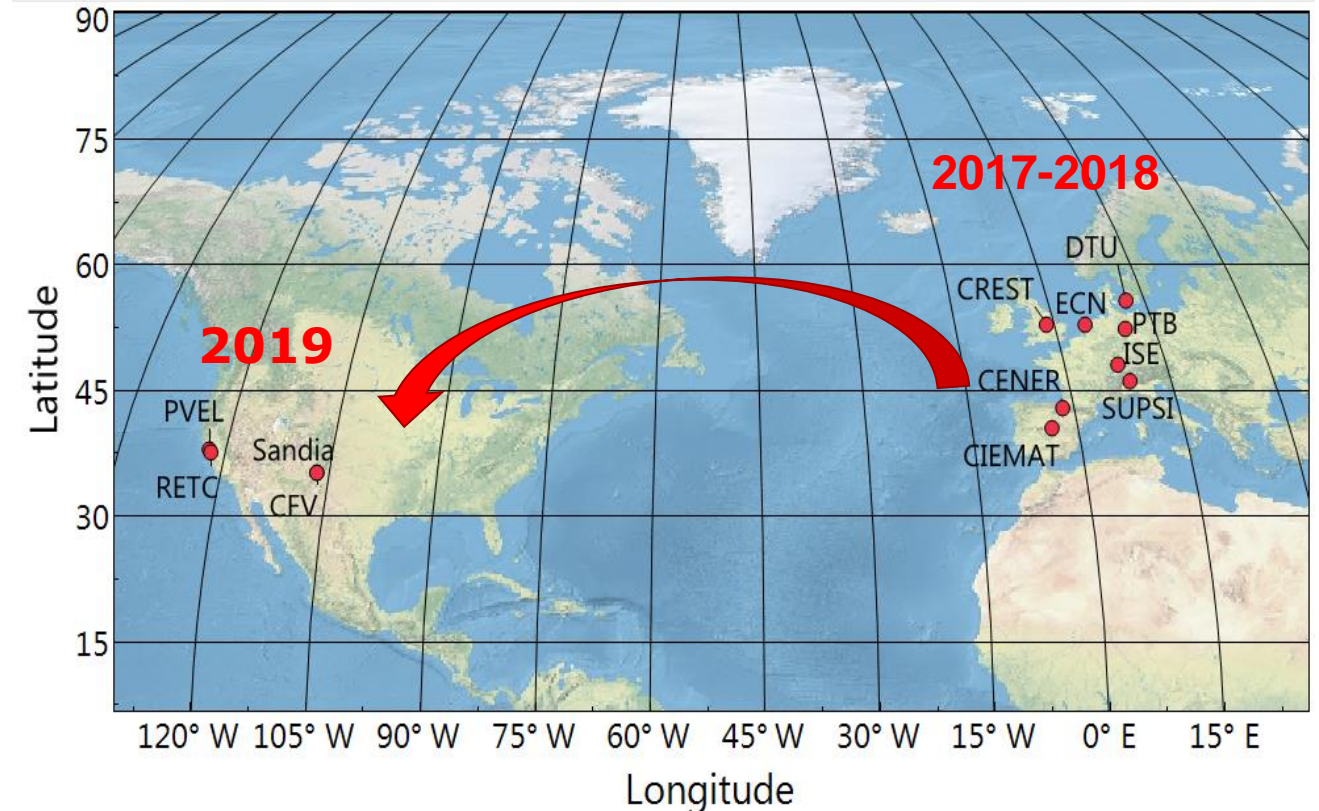 90
75
60
45
30
15
Latitude
2017-2018
DTU
CREST
ECN
PTB
ISE
CENER
SUPSI
CIEMAT
2019
PVEL
Sandia
RETC
CFV
120° W 105° W 90° W 75° W 60° W 45° W 30° W 15° W 0° E 15° E
Longitude